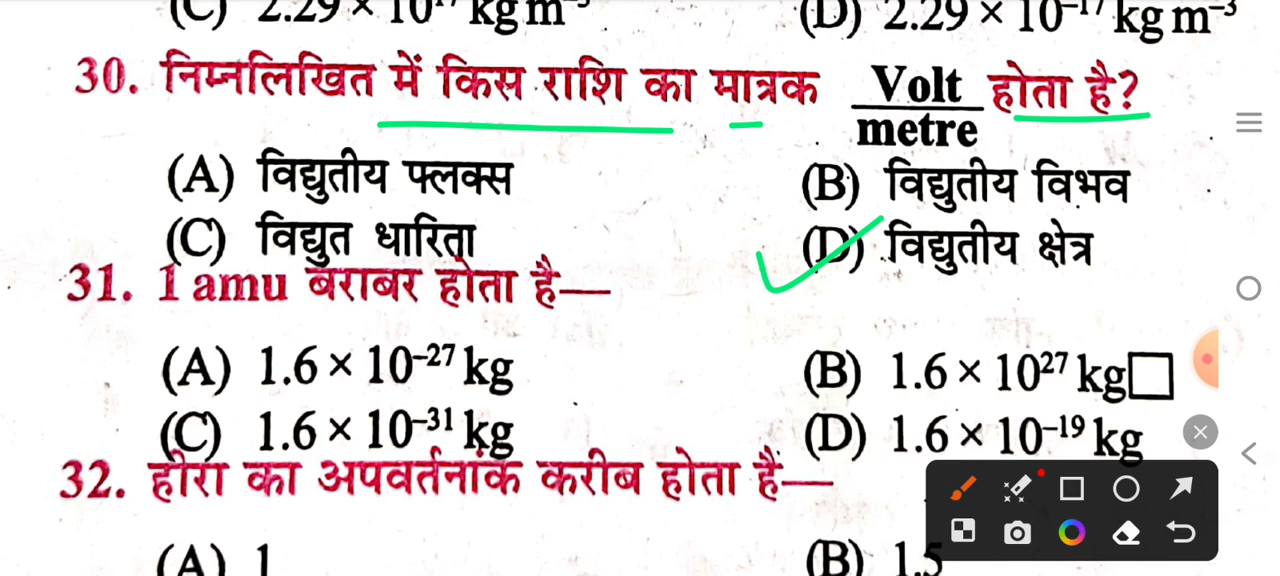 (C) 2.29 × 10 kg m (D) 2.29 × 10⁻¹⁷ kg m⁻³
30. निम्नलिखित में किस राशि का मात्रक Volt/metre होता है?
(A) विद्युतीय फ्लक्स (B) विद्युतीय विभव
(C) विद्युत धारिता (D) विद्युतीय क्षेत्र
31. 1 amu बराबर होता है—
(A) 1.6 × 10⁻²⁷ kg (B) 1.6 × 10²⁷ kg
(C) 1.6 × 10⁻³¹ kg (D) 1.6 × 10⁻¹⁹ kg
32. हीरा का अपवर्तनांक करीब होता है—
(A) 1 (B) 1.5